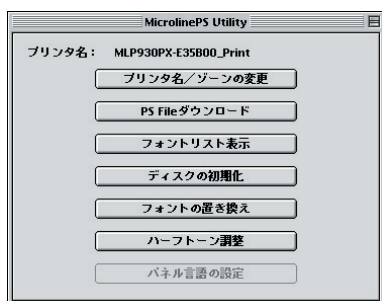 MicrolinePS Utility
プリンタ名： MLP930PX-E35B00_Print
プリンタ名／ゾーンの変更
PS Fileダウンロード
フォントリスト表示
ディスクの初期化
フォントの置き換え
ハーフトーン調整
パネル言語の設定